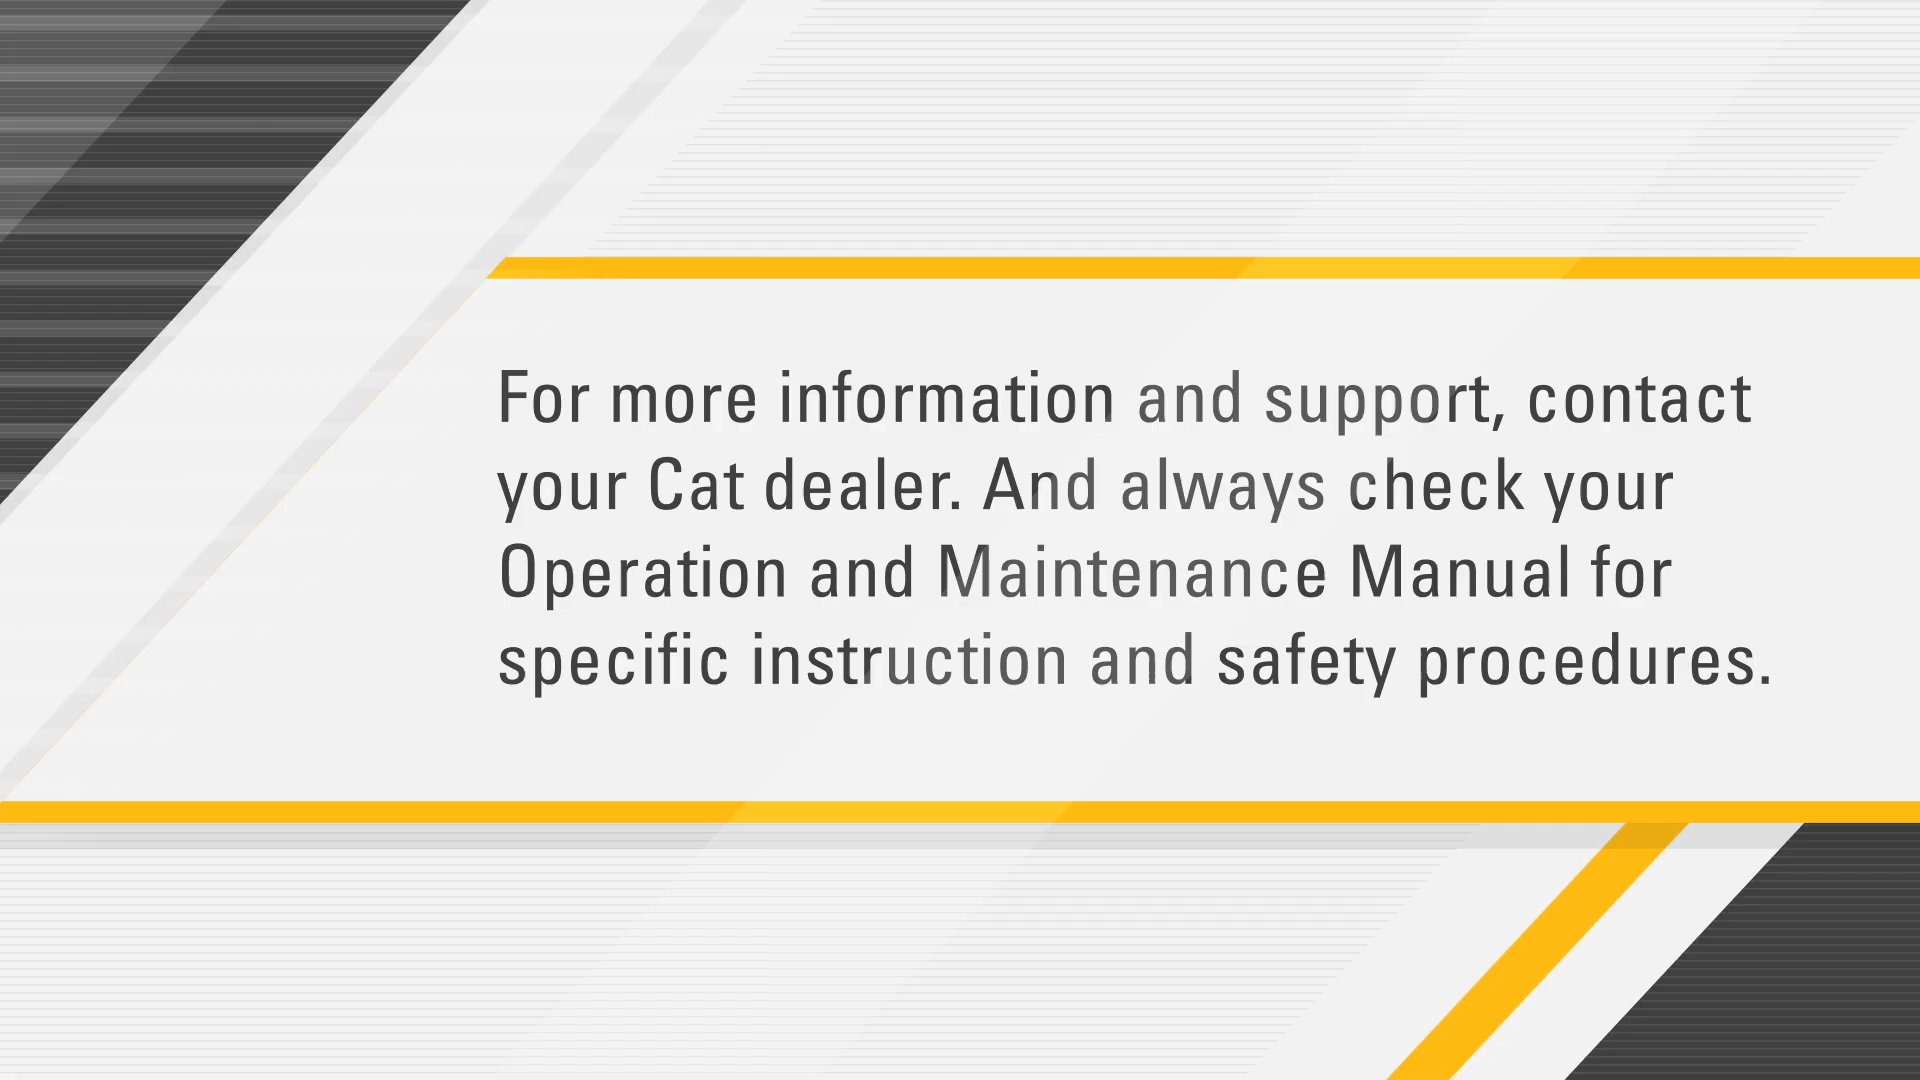 For more information and support, contact
your Cat dealer. And always check your
Operation and Maintenance Manual for
specific instruction and safety procedures.